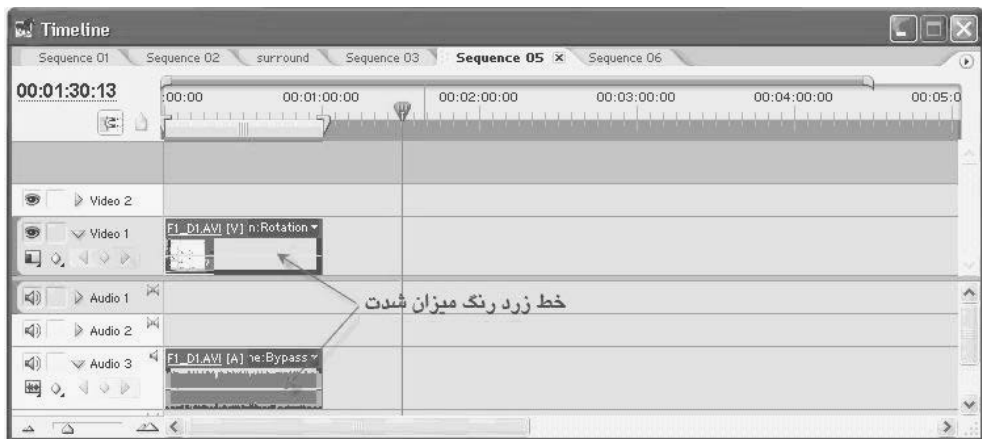 Timeline
Sequence 01 Sequence 02 surround Sequence 03 Sequence 05 Sequence 06
00:01:30:13
:00:00 00:01:00:00 00:02:00:00 00:03:00:00 00:04:00:00 00:05:0
Video 2
Video 1
F1_D1.AVI [V] n:Rotation
Audio 1
خط زرد رنگ میزان شدت
Audio 2
Audio 3
F1_D1.AVI [A] ne:Bypass